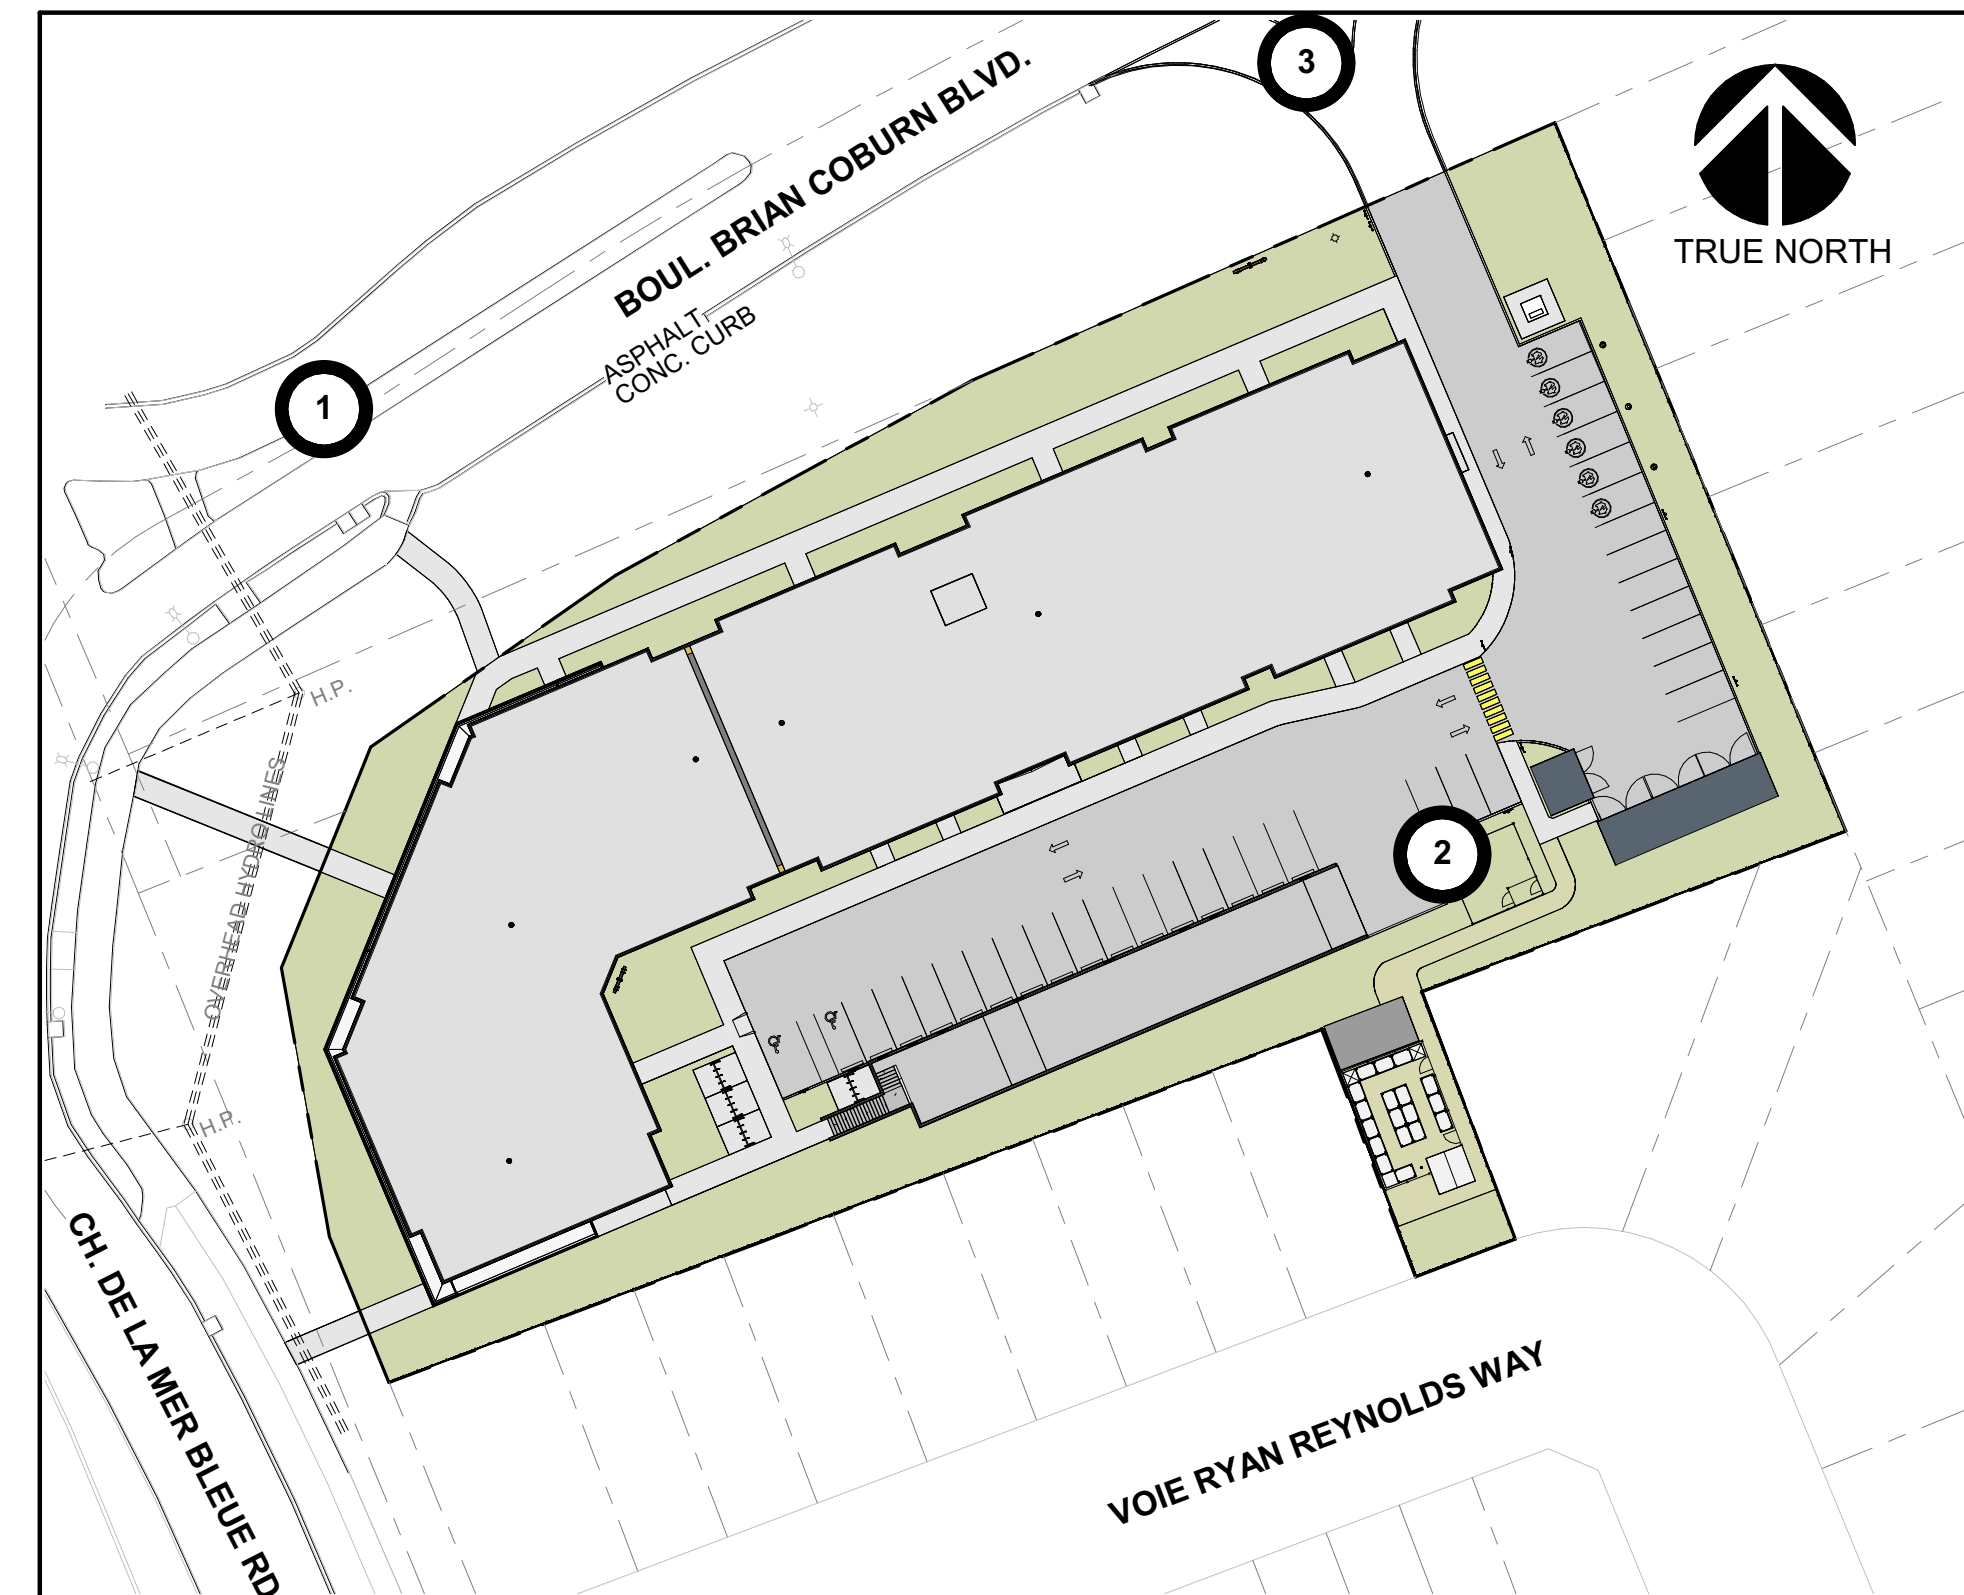 3
BOUL. BRIAN COBURN BLVD.
TRUE NORTH
ASPHALT
CONC. CURB
1
H.P.
OVERHEAD HYDRO LINES
2
H.P.
CH. DE LA MER BLEUE RD
VOIE RYAN REYNOLDS WAY